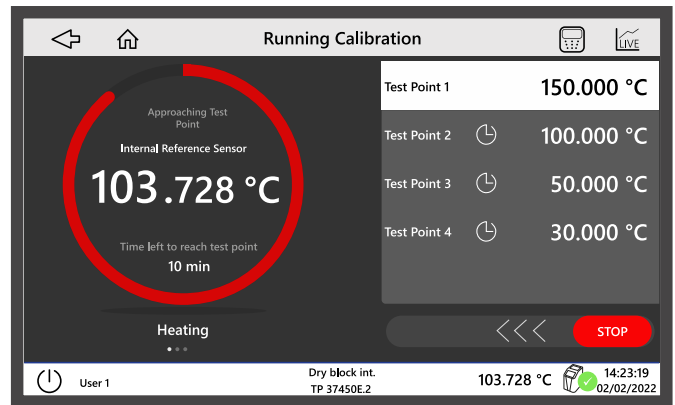 Running Calibration
LIVE
Approaching Test
Point
Internal Reference Sensor
103.728 °C
Time left to reach test point
10 min
Heating
Test Point 1 150.000 °C
Test Point 2 100.000 °C
Test Point 3 50.000 °C
Test Point 4 30.000 °C
STOP
User 1
Dry block int.
TP 37450E.2
103.728 °C
14:23:19
02/02/2022